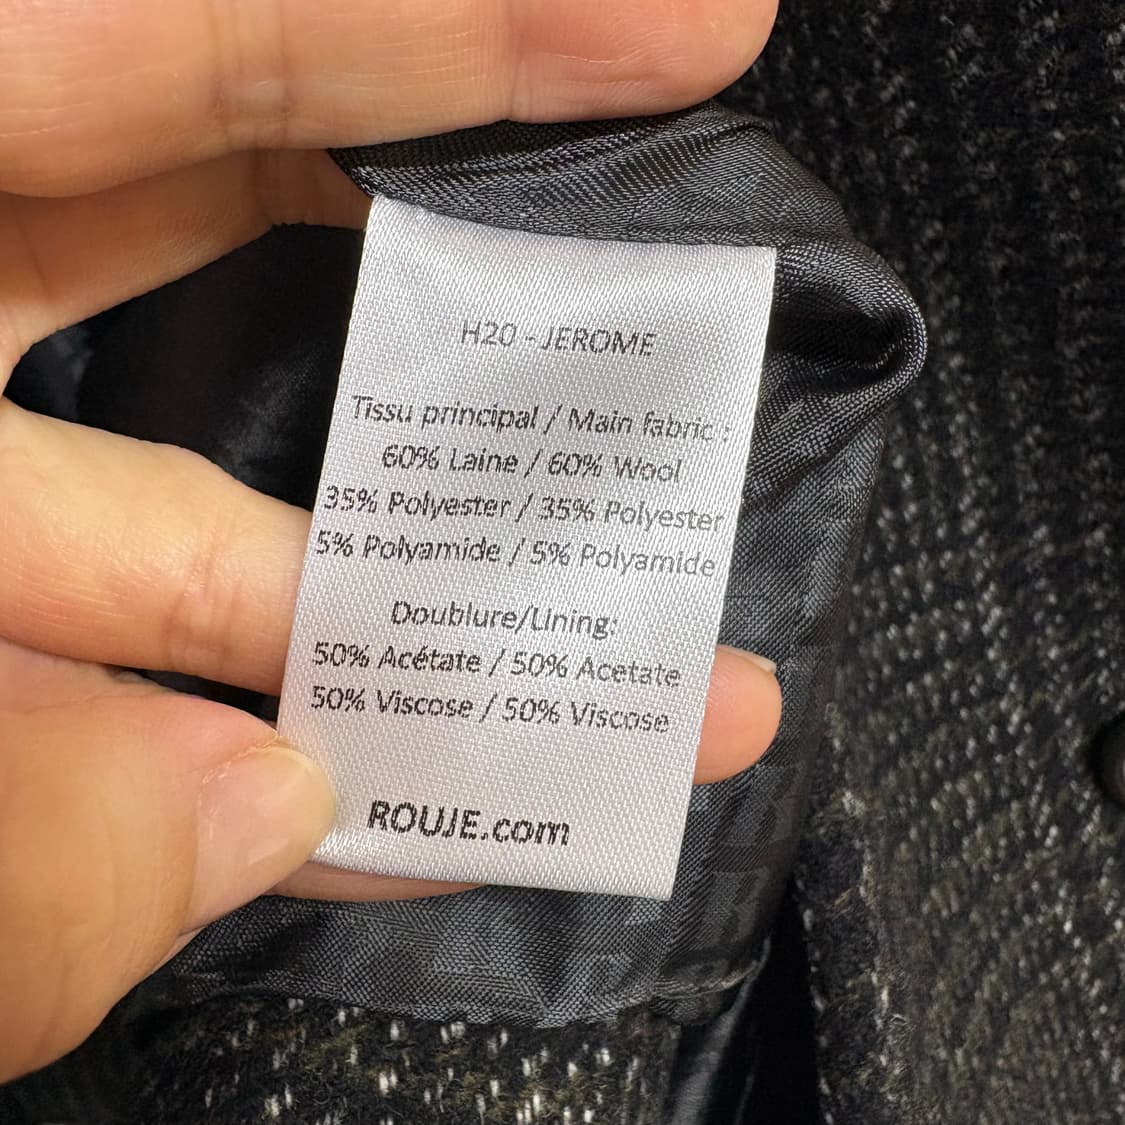 H20 - JEROME
Tissu principal / Main fabric :
60% Laine / 60% Wool
35% Polyester / 35% Polyester
5% Polyamide / 5% Polyamide
Doublure/Lining:
50% Acétate / 50% Acetate
50% Viscose / 50% Viscose
ROUJE.com